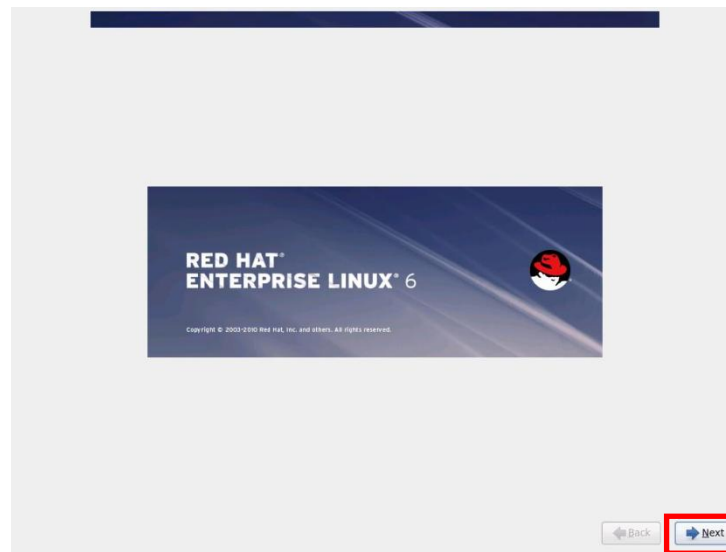 RED HAT®
ENTERPRISE LINUX® 6
Copyright © 2003-2010 Red Hat, Inc. and others. All rights reserved.
Back
Next